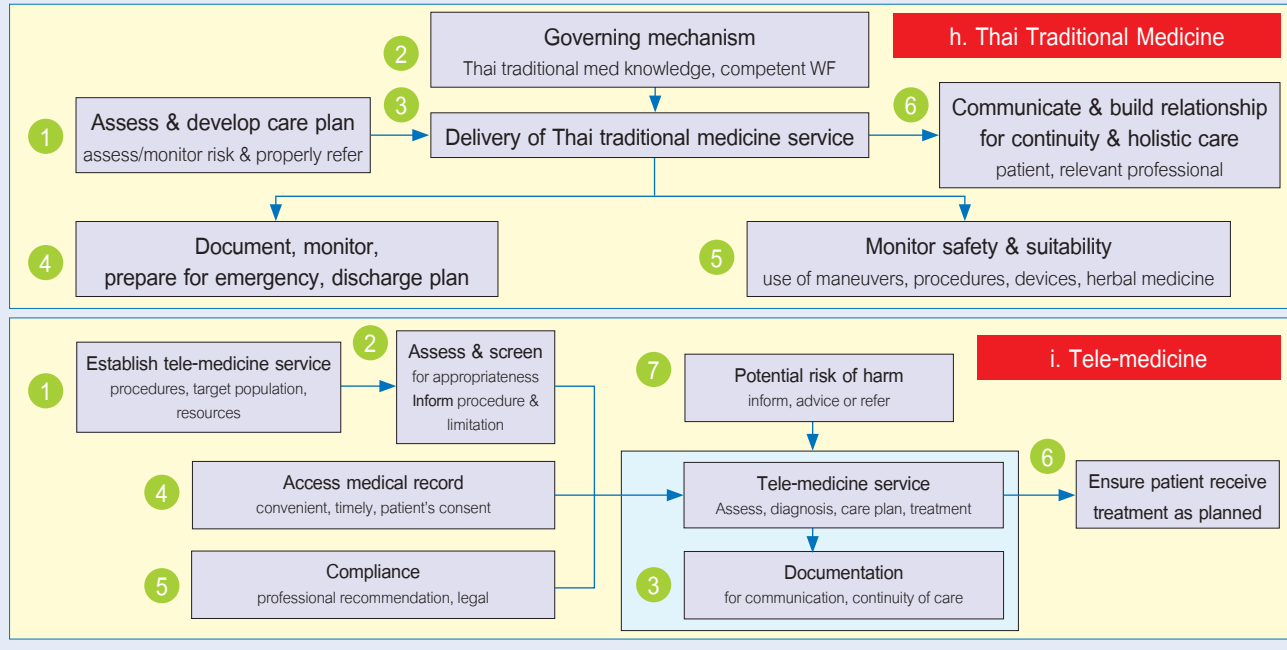 h. Thai Traditional Medicine
2
Governing mechanism
Thai traditional med knowledge, competent WF
1
Assess & develop care plan
assess/monitor risk & properly refer
3
Delivery of Thai traditional medicine service
6
Communicate & build relationship
for continuity & holistic care
patient, relevant professional
4
Document, monitor,
prepare for emergency, discharge plan
5
Monitor safety & suitability
use of maneuvers, procedures, devices, herbal medicine
i. Tele-medicine
1
Establish tele-medicine service
procedures, target population,
resources
2
Assess & screen
for appropriateness
Inform procedure &
limitation
7
Potential risk of harm
inform, advice or refer
4
Access medical record
convenient, timely, patient's consent
Tele-medicine service
Assess, diagnosis, care plan, treatment
6
Ensure patient receive
treatment as planned
5
Compliance
professional recommendation, legal
3
Documentation
for communication, continuity of care